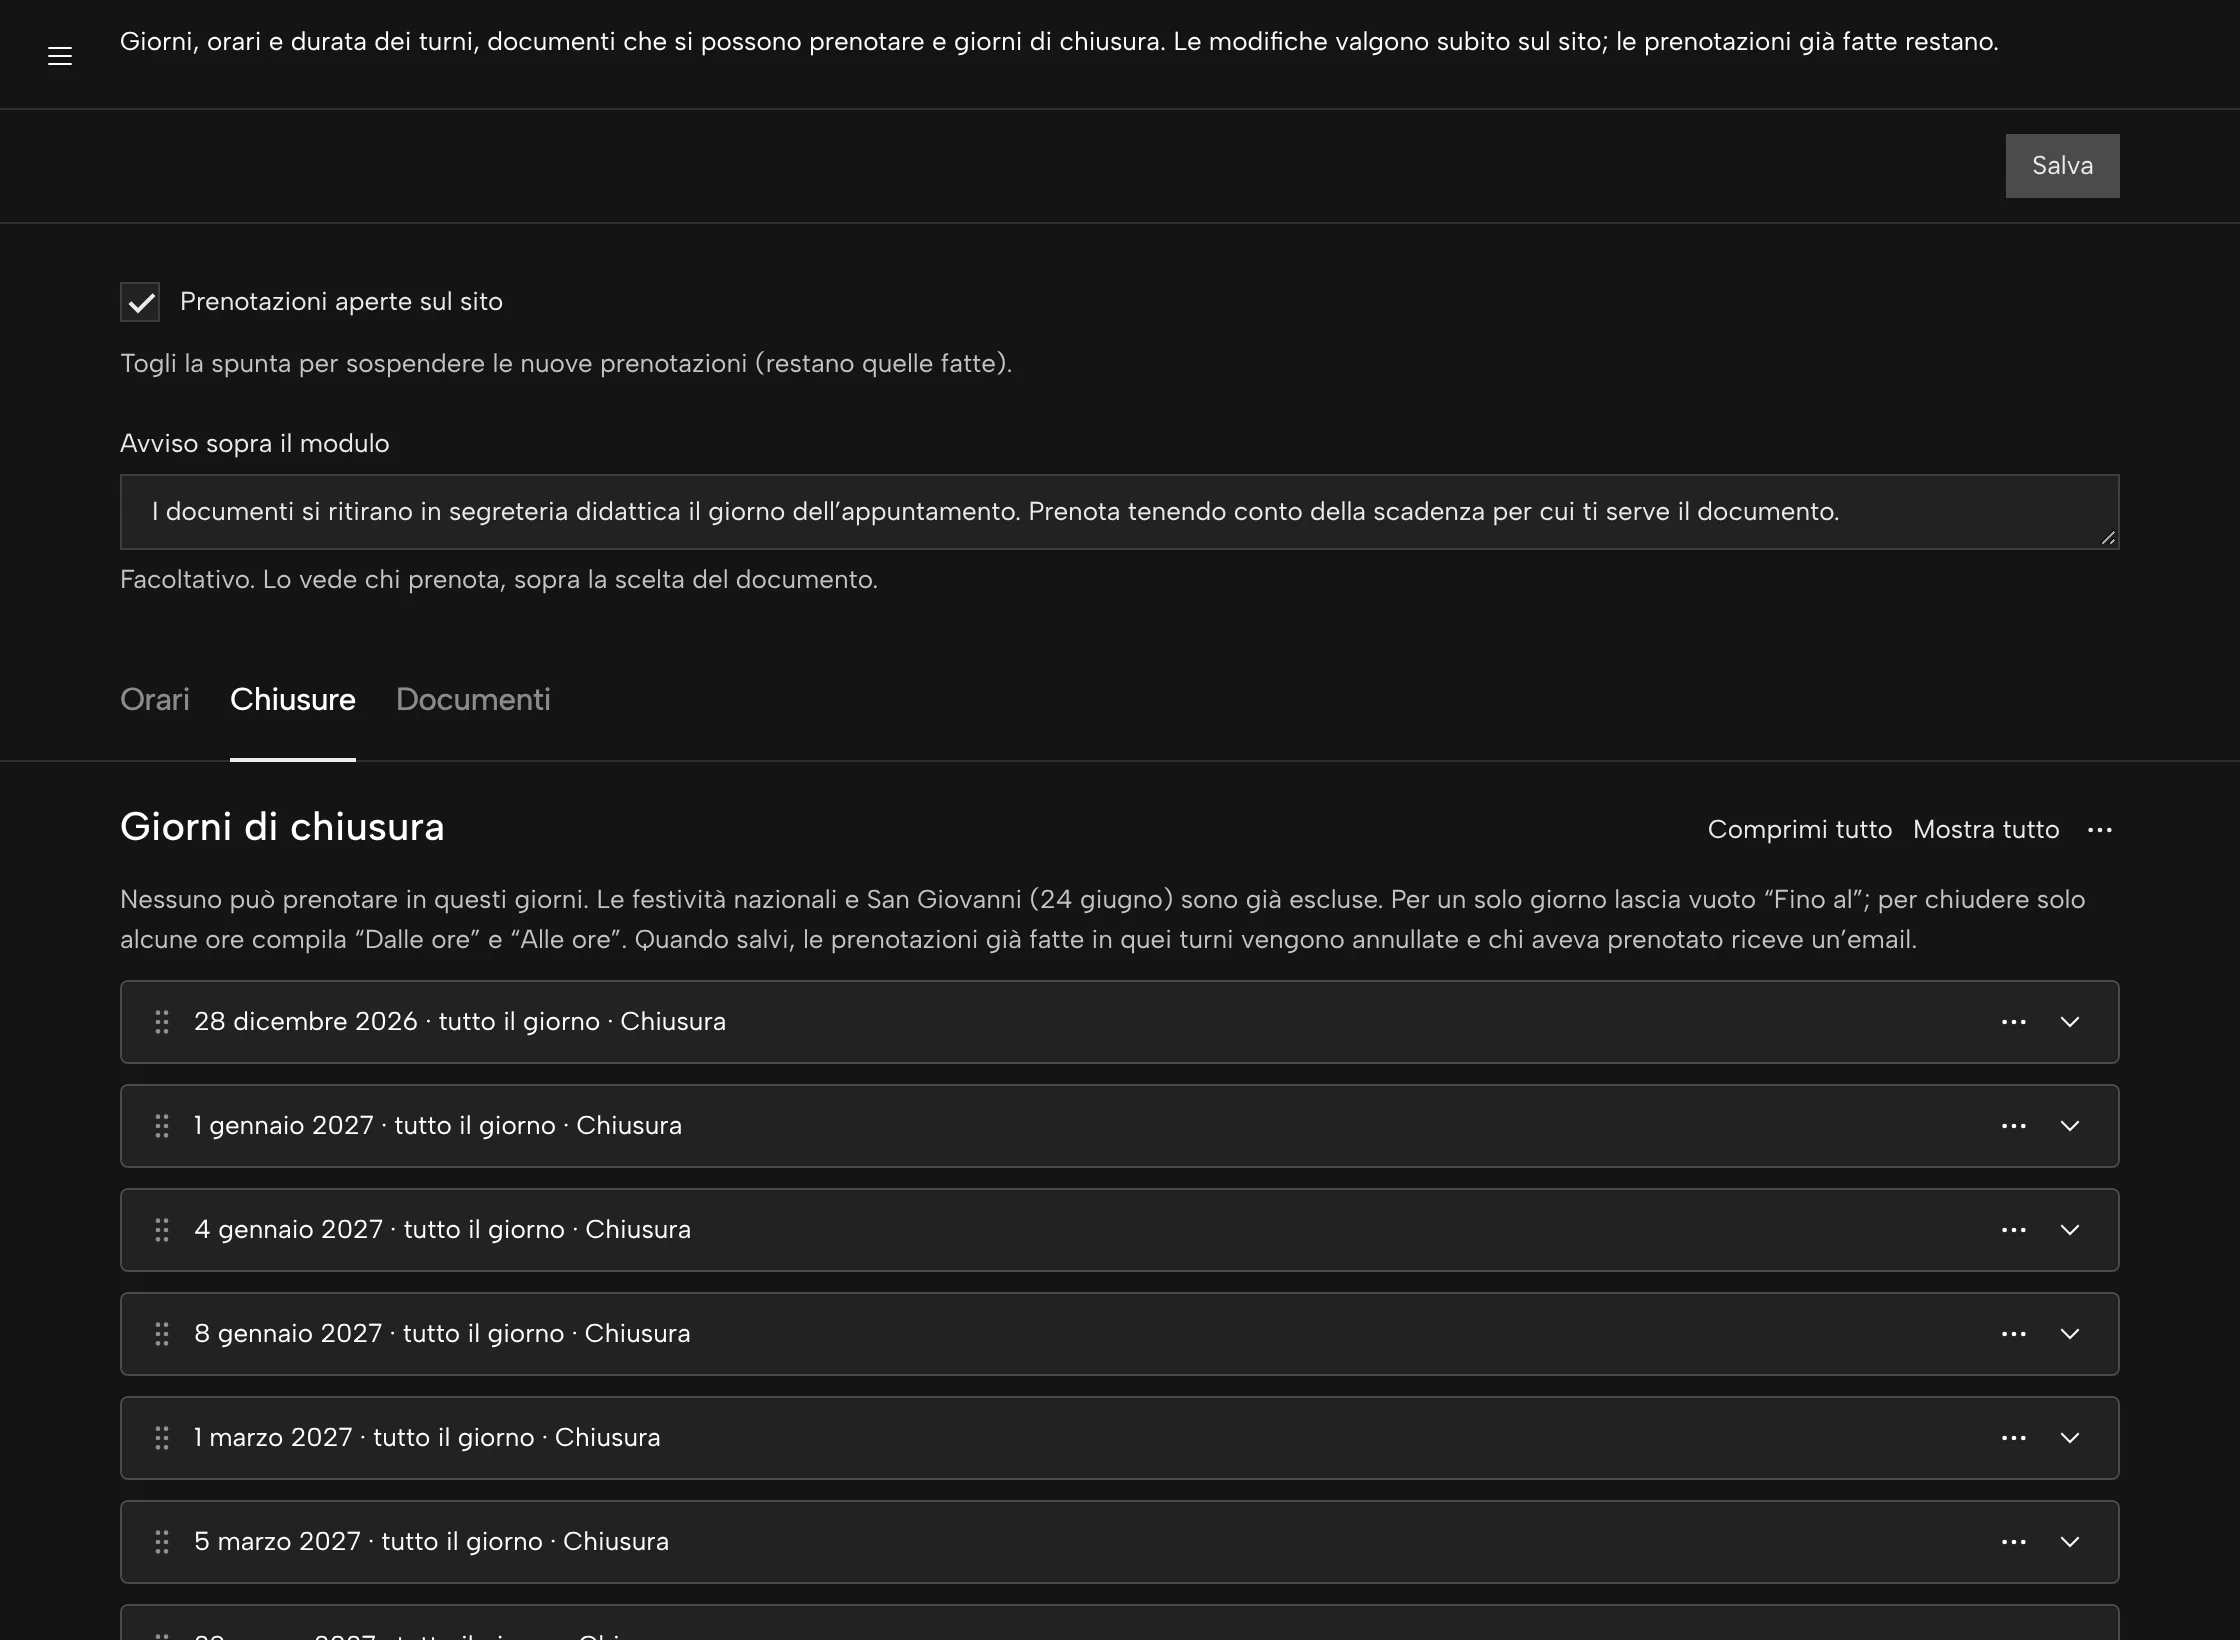 Giorni, orari e durata dei turni, documenti che si possono prenotare e giorni di chiusura. Le modifiche valgono subito sul sito; le prenotazioni già fatte restano.
Salva
Prenotazioni aperte sul sito
Togli la spunta per sospendere le nuove prenotazioni (restano quelle fatte).
Avviso sopra il modulo
I documenti si ritirano in segreteria didattica il giorno dell’appuntamento. Prenota tenendo conto della scadenza per cui ti serve il documento.
Facoltativo. Lo vede chi prenota, sopra la scelta del documento.
Orari Chiusure Documenti
Giorni di chiusura
Comprimi tutto Mostra tutto
Nessuno può prenotare in questi giorni. Le festività nazionali e San Giovanni (24 giugno) sono già escluse. Per un solo giorno lascia vuoto “Fino al”; per chiudere solo
alcune ore compila “Dalle ore” e “Alle ore”. Quando salvi, le prenotazioni già fatte in quei turni vengono annullate e chi aveva prenotato riceve un’email.
28 dicembre 2026 · tutto il giorno · Chiusura
1 gennaio 2027 · tutto il giorno · Chiusura
4 gennaio 2027 · tutto il giorno · Chiusura
8 gennaio 2027 · tutto il giorno · Chiusura
1 marzo 2027 · tutto il giorno · Chiusura
5 marzo 2027 · tutto il giorno · Chiusura